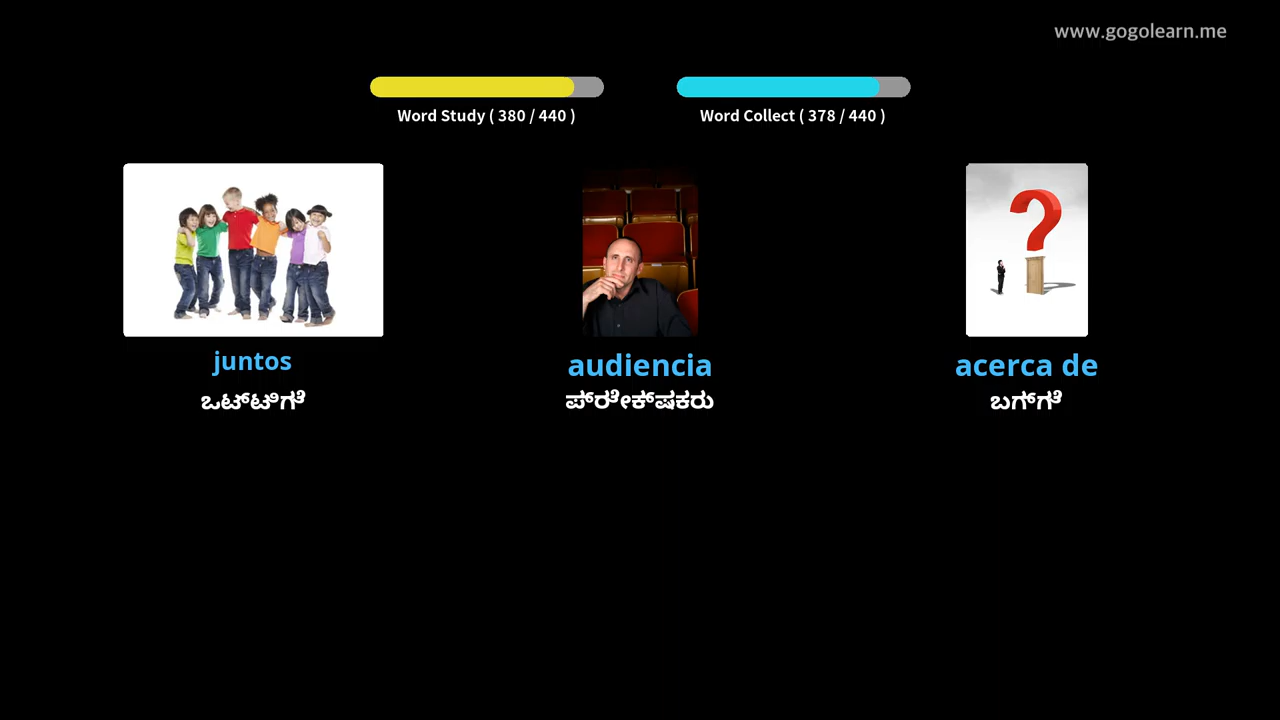 www.gogolearn.me
Word Study ( 380 / 440 )
Word Collect ( 378 / 440 )
juntos
audiencia
acerca de
ಒಟ್ಟಿಗೆ
ಪ್ರೇಕ್ಷಕರು
ಬಗ್ಗೆ